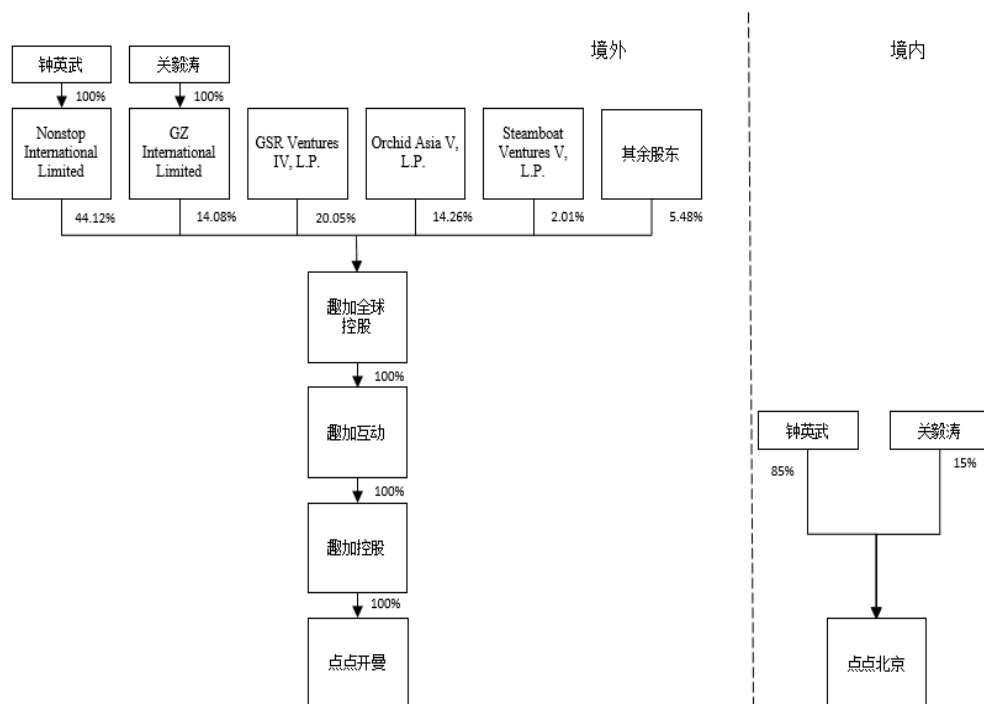 境外
境内
钟英武
关毅涛
100%
100%
Nonstop
International
Limited
GZ
International
Limited
GSR Ventures
IV, L.P.
Orchid Asia V,
L.P.
Steamboat
Ventures V,
L.P.
其余股东
44.12%
14.08%
20.05%
14.26%
2.01%
5.48%
趣加全球
控股
100%
趣加互动
100%
趣加控股
100%
点点开曼
钟英武
关毅涛
85%
15%
点点北京